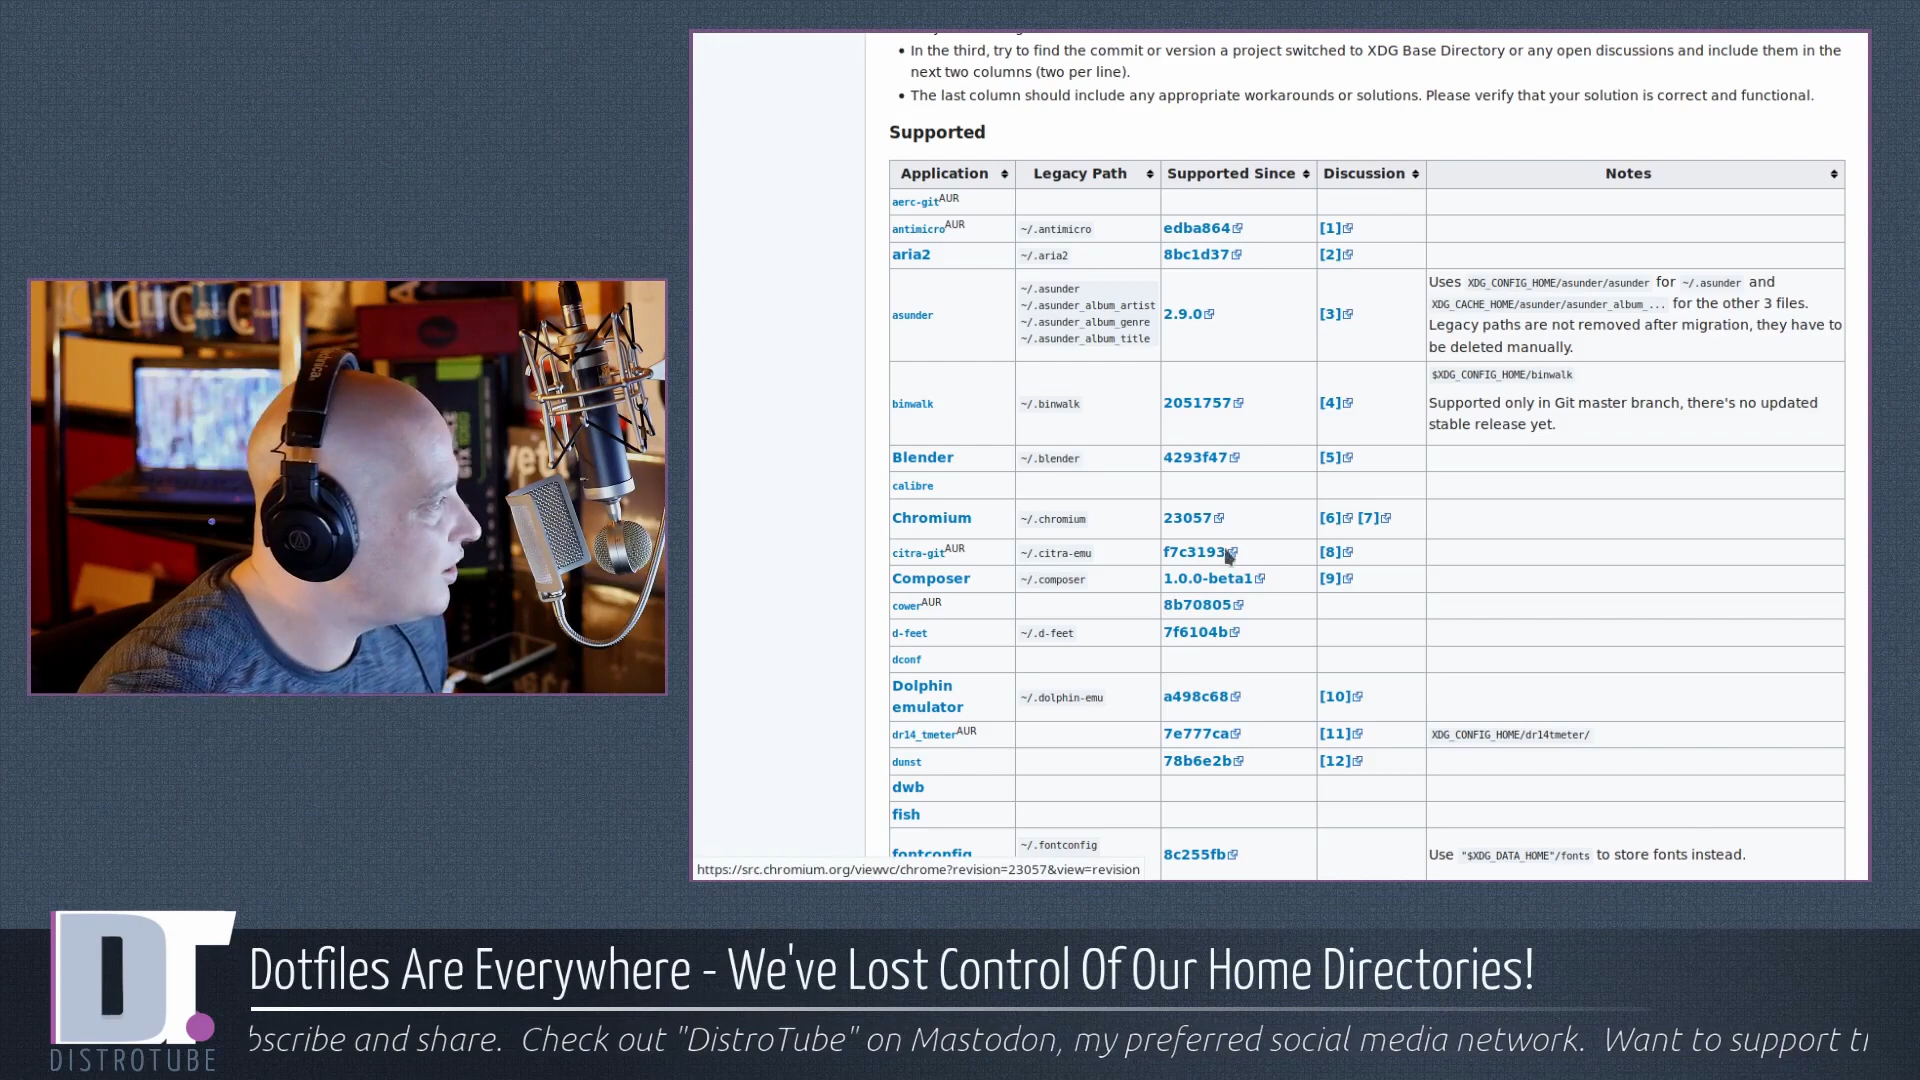 • In the third, try to find the commit or version a project switched to XDG Base Directory or any open discussions and include them in the
next two columns (two per line).
• The last column should include any appropriate workarounds or solutions. Please verify that your solution is correct and functional.
Supported
Application Legacy Path Supported Since Discussion Notes
aerc-gitAUR
antimicroAUR ~/.antimicro edba864 [1]
aria2 ~/.aria2 8bc1d37 [2]
asunder
~/.asunder
~/.asunder_album_artist
~/.asunder_album_genre
~/.asunder_album_title
2.9.0 [3]
Uses XDG_CONFIG_HOME/asunder/asunder for ~/.asunder and
XDG_CACHE_HOME/asunder/asunder_album_... for the other 3 files.
Legacy paths are not removed after migration, they have to
be deleted manually.
binwalk ~/.binwalk 2051757 [4]
$XDG_CONFIG_HOME/binwalk
Supported only in Git master branch, there's no updated
stable release yet.
Blender ~/.blender 4293f47 [5]
calibre
Chromium ~/.chromium 23057 [6] [7]
citra-gitAUR ~/.citra-emu f7c3193 [8]
Composer ~/.composer 1.0.0-beta1 [9]
cowerAUR 8b70805
d-feet ~/.d-feet 7f6104b
dconf
Dolphin
emulator
~/.dolphin-emu a498c68 [10]
dr14_tmeterAUR 7e777ca [11] XDG_CONFIG_HOME/dr14tmeter/
dunst 78b6e2b [12]
dwb
fish
fontconfig ~/.fontconfig 8c255fb Use "$XDG_DATA_HOME"/fonts to store fonts instead.
https://src.chromium.org/viewvc/chrome?revision=23057&view=revision
DT.
DISTROTUBE
Dotfiles Are Everywhere - We've Lost Control Of Our Home Directories!
bscribe and share. Check out "DistroTube" on Mastodon, my preferred social media network. Want to support